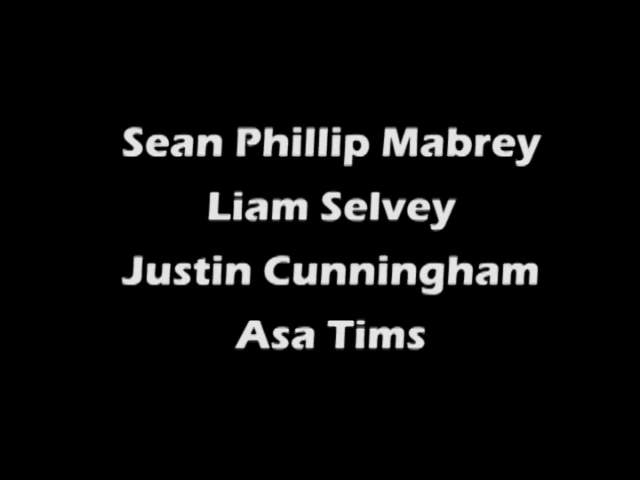 Sean Phillip Mabrey
Liam Selvey
Justin Cunningham
Asa Tims